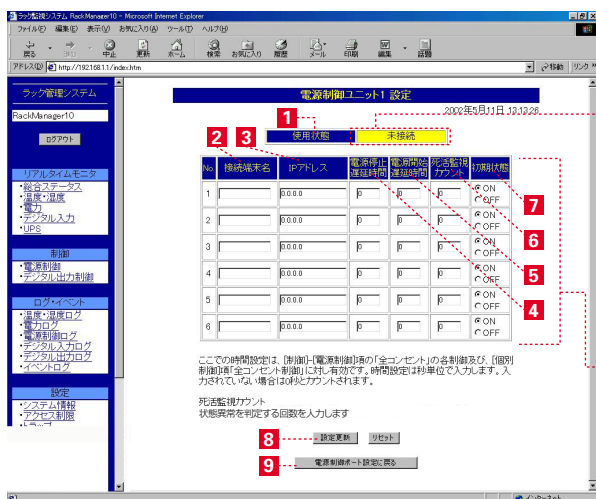 ラック監視システム RackManager10 - Microsoft Internet Explorer
ファイル(F) 編集(E) 表示(V) お気に入り(A) ツール(T) ヘルプ(H)
戻る 中止 更新 ホーム 検索 お気に入り 履歴 メール 印刷 編集 話題
アドレス(D) http://192.168.1.1/index.htm 移動 リンク »
ラック管理システム
RackManager10
ログアウト
リアルタイムモニタ
・総合ステータス
・温度・湿度
・電力
・デジタル入力
・UPS
制御
・電源制御
・デジタル出力制御
ログ・イベント
・温度・湿度ログ
・電力ログ
・電源制御ログ
・デジタル入力ログ
・デジタル出力ログ
・イベントログ
設定
・システム情報
・アクセス制限
・トラップ
電源制御ユニット1 設定
2002年5月11日 13:13:26
1
使用状態 未接続
2 3
No. 接続端末名 IPアドレス 電源停止遅延時間 電源開始遅延時間 死活監視カウント 初期状態
1 0.0.0.0 0 0 0 ON OFF
2 0.0.0.0 0 0 0 ON OFF
3 0.0.0.0 0 0 0 ON OFF
4 0.0.0.0 0 0 0 ON OFF
5 0.0.0.0 0 0 0 ON OFF
6 0.0.0.0 0 0 0 ON OFF
7
6
5
4
ここでの時間設定は、[制御]-[電源制御]項の「全コンセント」の各制御及び、[個別
制御]項「全コンセント制御」に対し有効です。時間設定は秒単位で入力します。入
力されていない場合は0秒とカウントされます。
死活監視カウント
状態異常を判定する回数を入力します
8 設定更新 リセット
9 電源制御ポート設定に戻る
インターネット